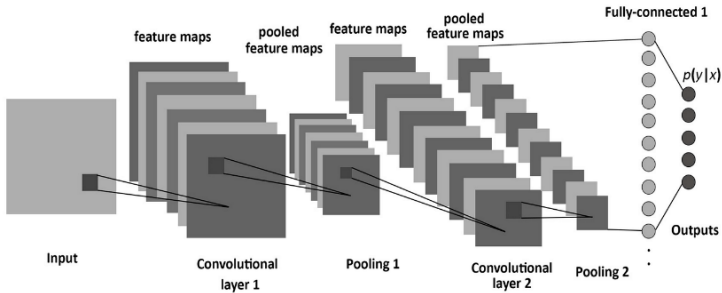 Fully-connected 1
feature maps
pooled
feature maps
feature maps
pooled
feature maps
p(y|x)
Input
Convolutional
layer 1
Pooling 1
Convolutional
layer 2
Pooling 2
Outputs